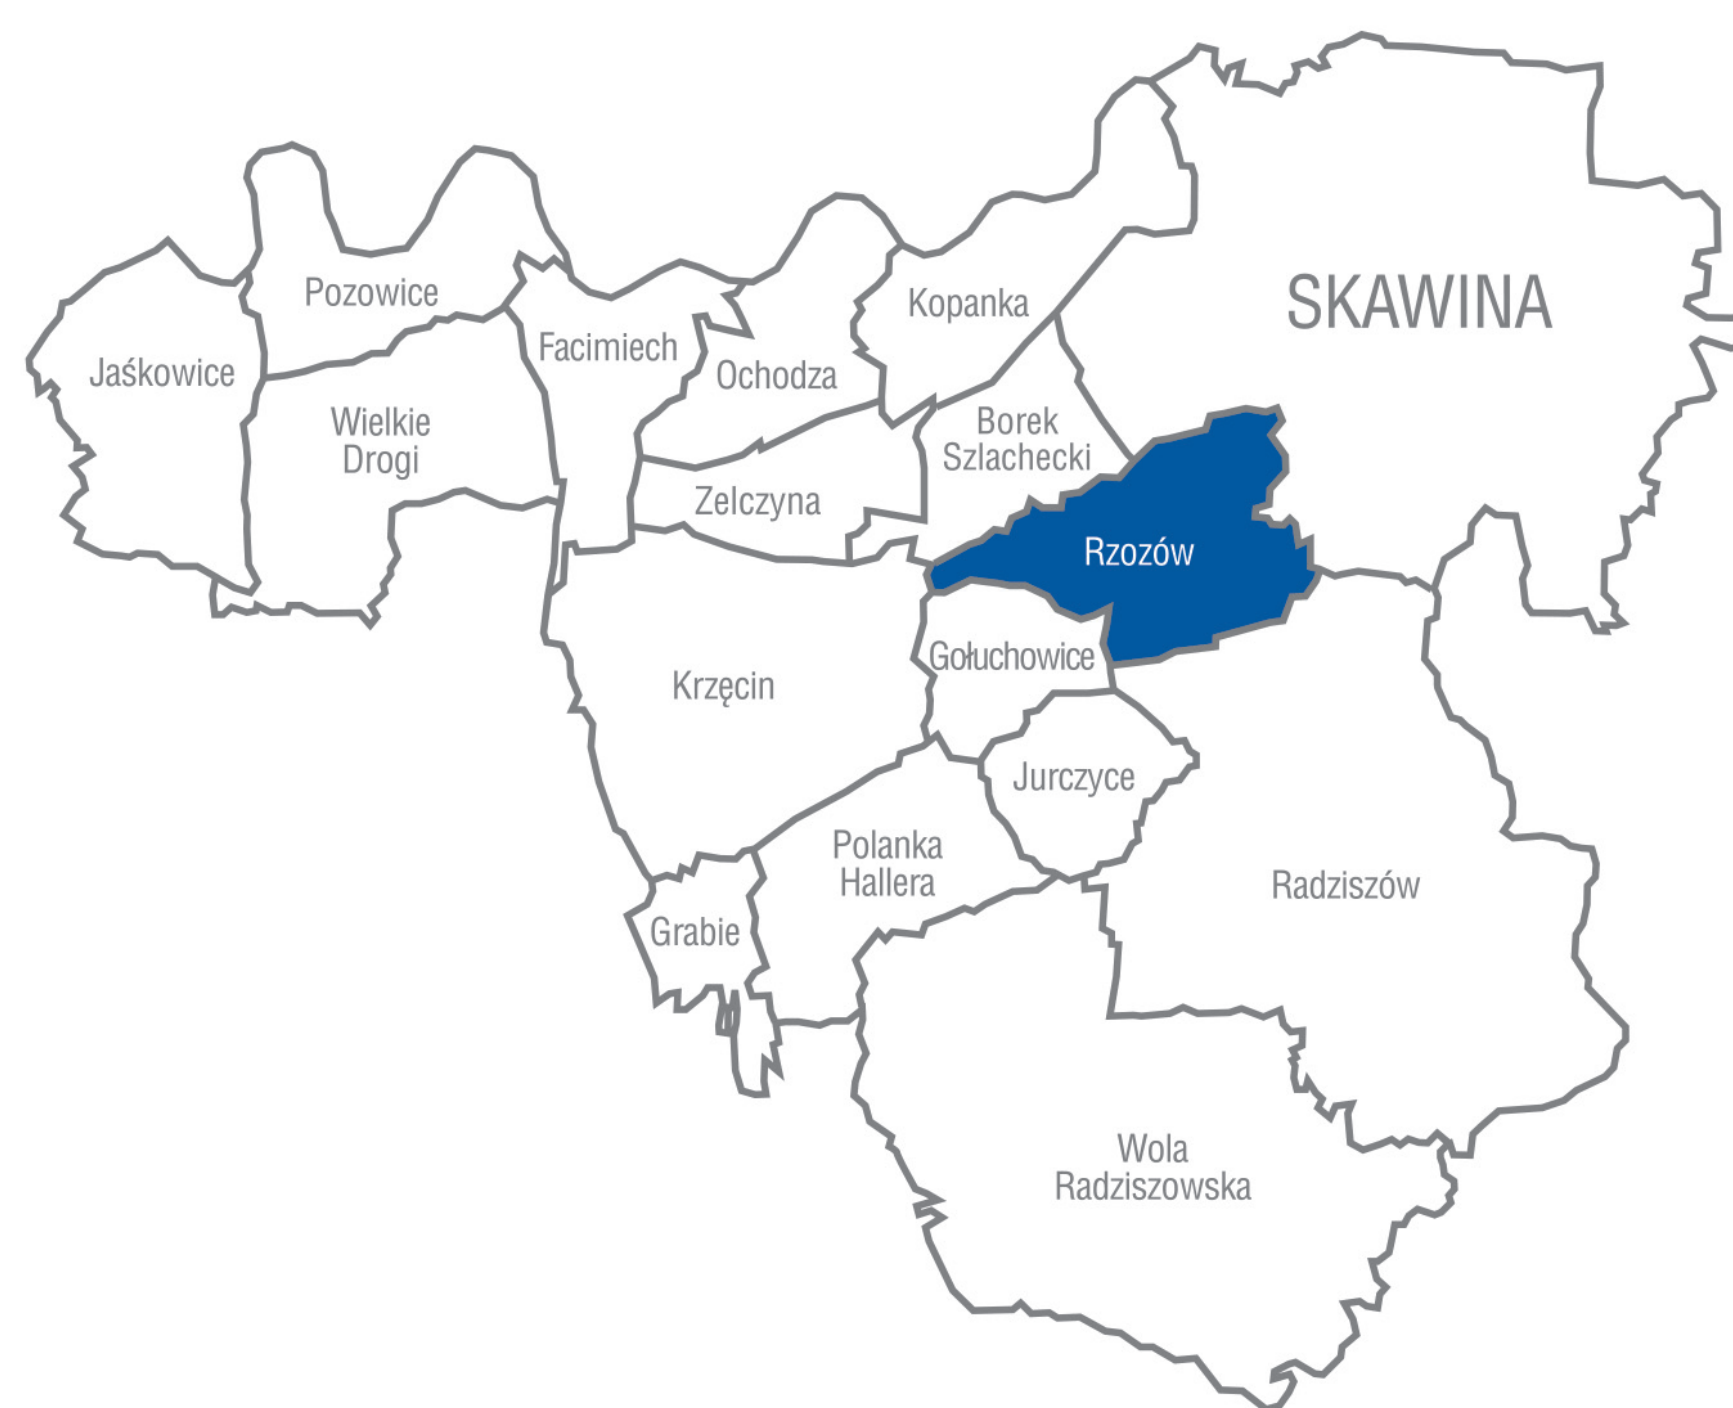 SKAWINA
Pozowice
Kopanka
Facimiech
Jaśkowice
Ochodza
Wielkie
Drogi
Borek
Szlachecki
Zelczyna
Rzozów
Gołuchowice
Krzęcin
Jurczyce
Polanka
Hallera
Radziszów
Grabie
Wola
Radziszowska